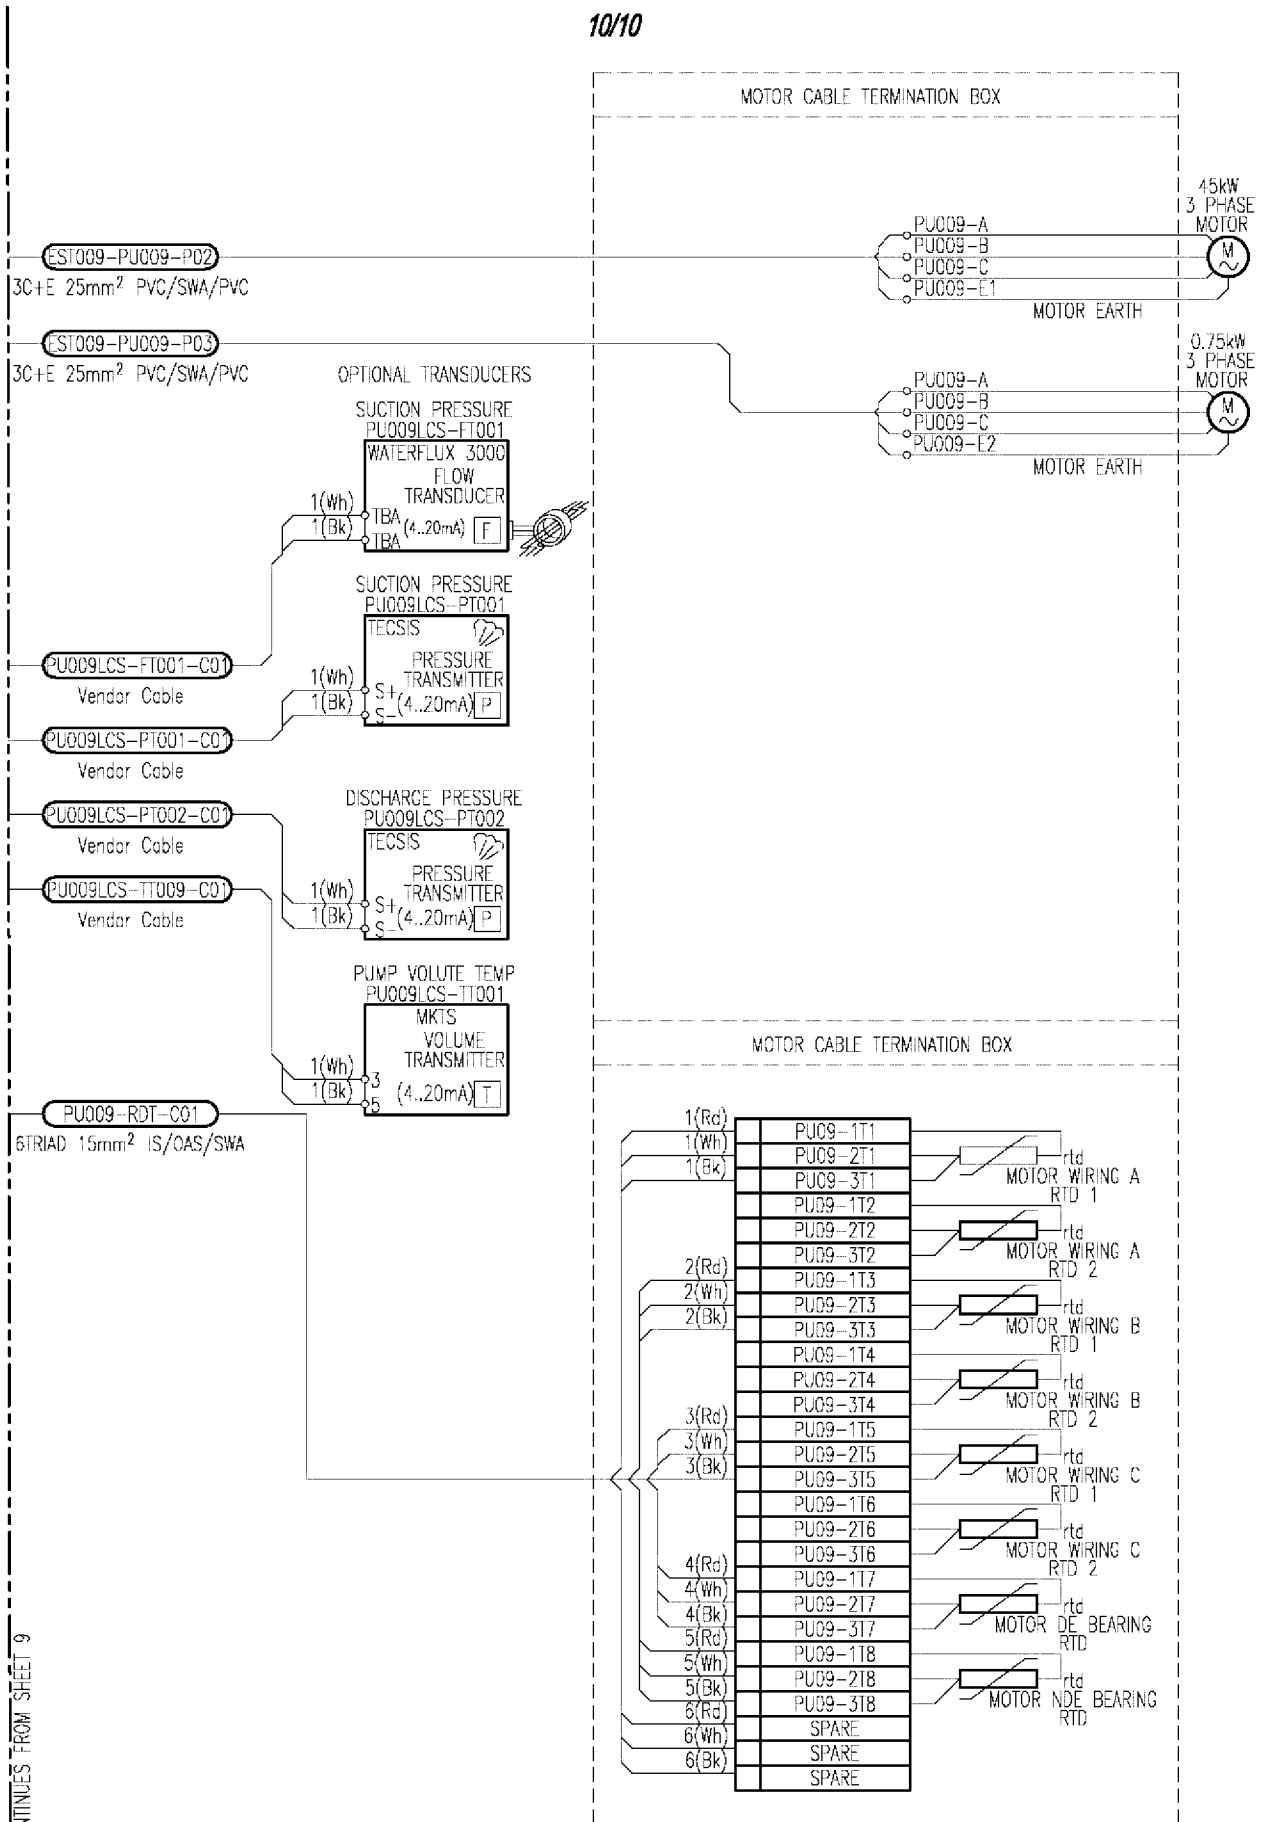 10/10
MOTOR CABLE TERMINATION BOX
45kW
3 PHASE
MOTOR
M
PU009-A
PU009-B
PU009-C
PU009-E1
MOTOR EARTH
EST009-PU009-P02
3C+E 25mm² PVC/SWA/PVC
EST009-PU009-P03
3C+E 25mm² PVC/SWA/PVC
0.75kW
3 PHASE
MOTOR
M
PU009-A
PU009-B
PU009-C
PU009-E2
MOTOR EARTH
OPTIONAL TRANSDUCERS
SUCTION PRESSURE
PU009LCS-FT001
WATERFLUX 3000
FLOW
TRANSDUCER
1(Wh)
TBA
(4..20mA)
F
1(Bk)
TBA
SUCTION PRESSURE
PU009LCS-PT001
TECSIS
PRESSURE
TRANSMITTER
1(Wh)
S+
(4..20mA)
P
1(Bk)
S-
PU009LCS-FT001-C01
Vendor Cable
PU009LCS-PT001-C01
Vendor Cable
PU009LCS-PT002-C01
Vendor Cable
PU009LCS-TT009-C01
Vendor Cable
DISCHARGE PRESSURE
PU009LCS-PT002
TECSIS
PRESSURE
TRANSMITTER
1(Wh)
S+
(4..20mA)
P
1(Bk)
S-
PUMP VOLUTE TEMP
PU009LCS-TT001
MKTS
VOLUME
TRANSMITTER
1(Wh)
3
(4..20mA)
T
1(Bk)
5
PU009-RDT-C01
6TRIAD 15mm² IS/OAS/SWA
MOTOR CABLE TERMINATION BOX
1(Rd) PU09-1T1
1(Wh) PU09-2T1
1(Bk) PU09-3T1
rtd
MOTOR WIRING A
RTD 1
PU09-1T2
PU09-2T2
PU09-3T2
rtd
MOTOR WIRING A
RTD 2
2(Rd) PU09-1T3
2(Wh) PU09-2T3
2(Bk) PU09-3T3
rtd
MOTOR WIRING B
RTD 1
PU09-1T4
PU09-2T4
PU09-3T4
rtd
MOTOR WIRING B
RTD 2
3(Rd) PU09-1T5
3(Wh) PU09-2T5
3(Bk) PU09-3T5
rtd
MOTOR WIRING C
RTD 1
PU09-1T6
PU09-2T6
PU09-3T6
rtd
MOTOR WIRING C
RTD 2
4(Rd) PU09-1T7
4(Wh) PU09-2T7
4(Bk) PU09-3T7
rtd
MOTOR DE BEARING
RTD
5(Rd) PU09-1T8
5(Wh) PU09-2T8
5(Bk) PU09-3T8
rtd
MOTOR NDE BEARING
RTD
6(Rd) SPARE
6(Wh) SPARE
6(Bk) SPARE
NTINUES FROM SHEET 9